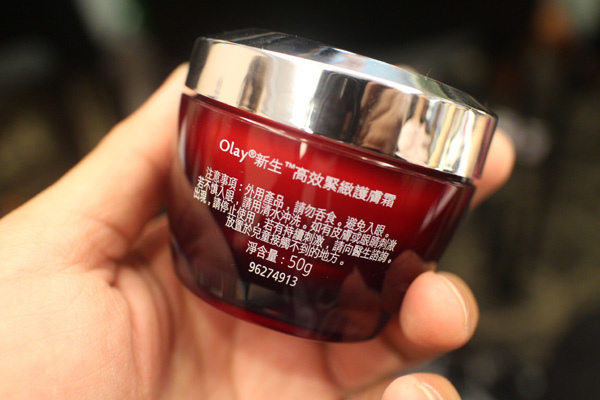 Olay®新生™高效緊緻護膚霜
注意事項：外用產品，請勿吞食。避免入眼。
若不慎入眼，請用清水沖洗。如有皮膚或眼睛刺激
出現，請停止使用。若有持續刺激，請向醫生諮詢。
放置於兒童接觸不到的地方。
淨含量：50g
96274913